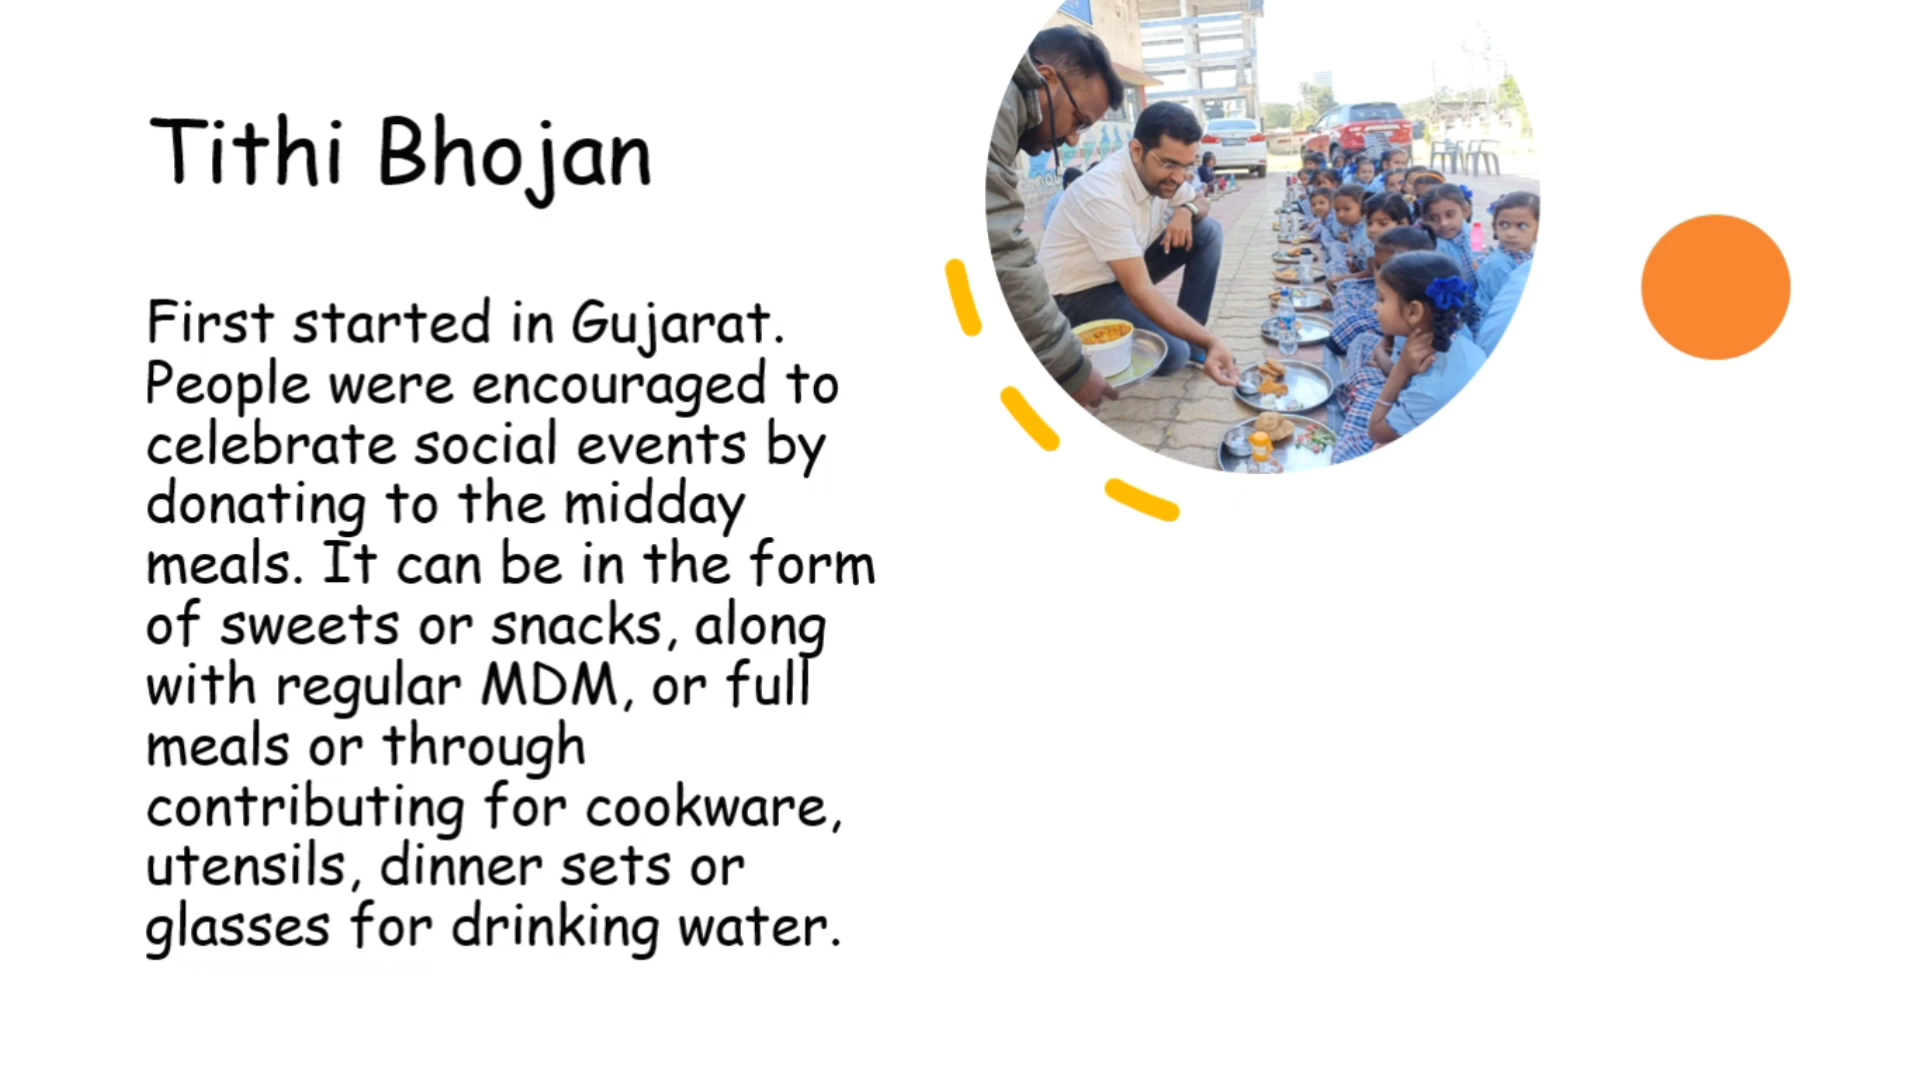 Tithi Bhojan
First started in Gujarat.
People were encouraged to
celebrate social events by
donating to the midday
meals. It can be in the form
of sweets or snacks, along
with regular MDM, or full
meals or through
contributing for cookware,
utensils, dinner sets or
glasses for drinking water.